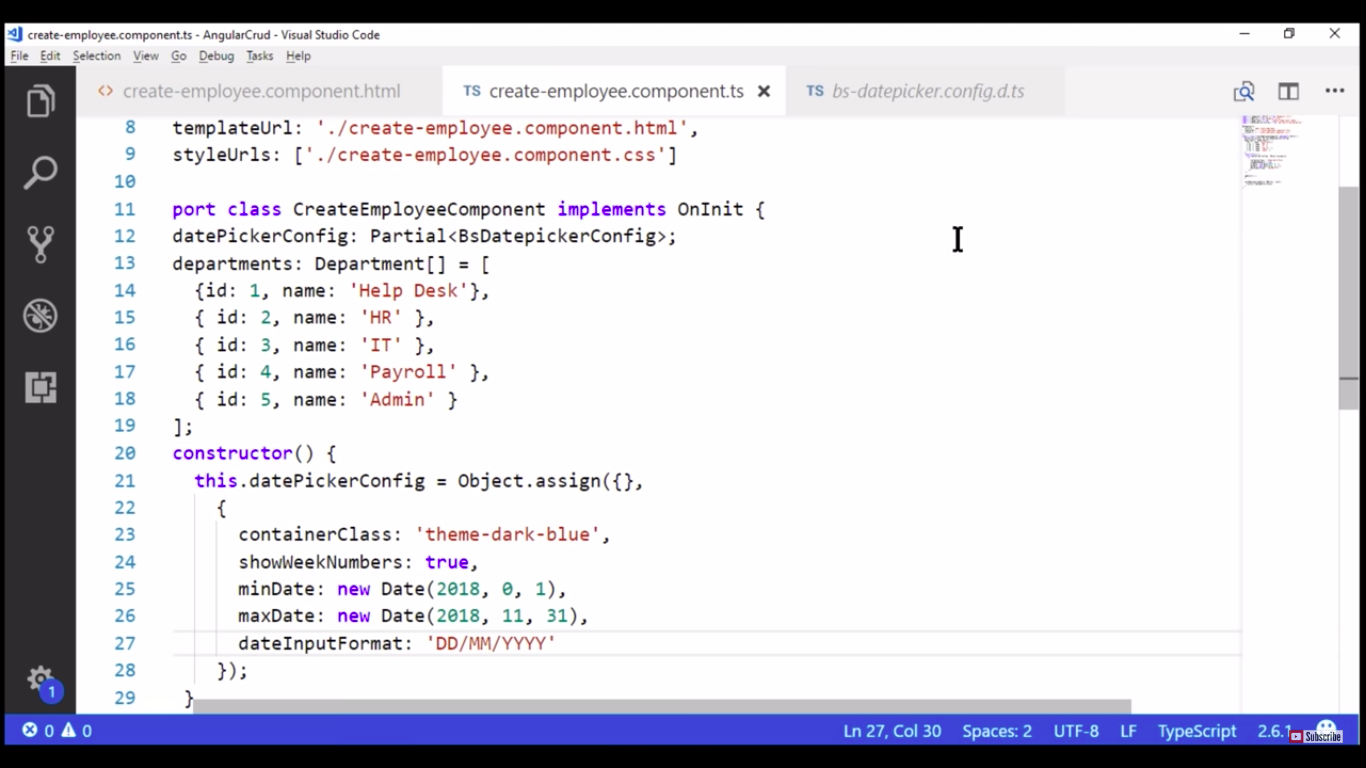 create-employee.component.ts - AngularCrud - Visual Studio Code
File Edit Selection View Go Debug Tasks Help
<> create-employee.component.html TS create-employee.component.ts × TS bs-datepicker.config.d.ts
8 templateUrl: './create-employee.component.html',
9 styleUrls: ['./create-employee.component.css']
10
11 port class CreateEmployeeComponent implements OnInit {
12 datePickerConfig: Partial<BsDatepickerConfig>;
13 departments: Department[] = [
14 {id: 1, name: 'Help Desk'},
15 { id: 2, name: 'HR' },
16 { id: 3, name: 'IT' },
17 { id: 4, name: 'Payroll' },
18 { id: 5, name: 'Admin' }
19 ];
20 constructor() {
21 this.datePickerConfig = Object.assign({},
22 {
23 containerClass: 'theme-dark-blue',
24 showWeekNumbers: true,
25 minDate: new Date(2018, 0, 1),
26 maxDate: new Date(2018, 11, 31),
27 dateInputFormat: 'DD/MM/YYYY'
28 });
29 }
1
0 0 Ln 27, Col 30 Spaces: 2 UTF-8 LF TypeScript 2.6.1 Subscribe